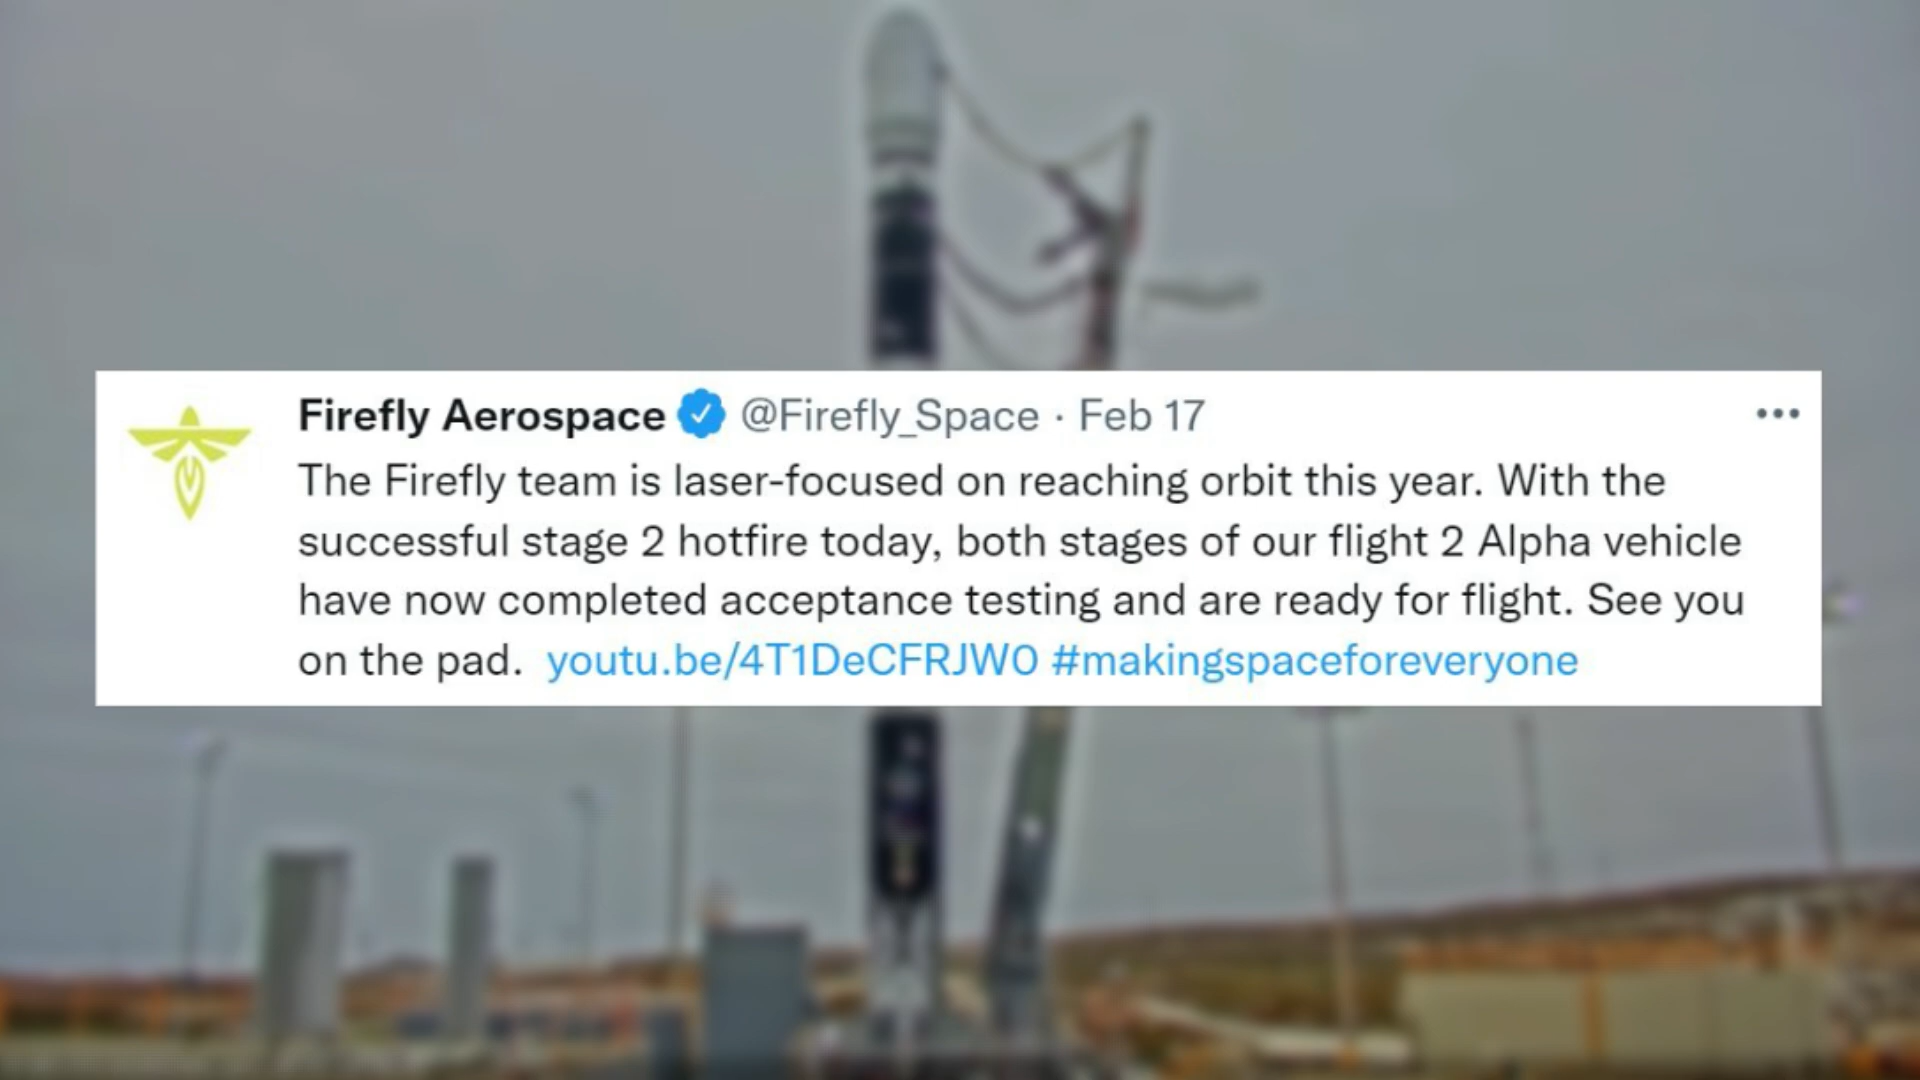 Firefly Aerospace @Firefly_Space · Feb 17
The Firefly team is laser-focused on reaching orbit this year. With the
successful stage 2 hotfire today, both stages of our flight 2 Alpha vehicle
have now completed acceptance testing and are ready for flight. See you
on the pad. youtu.be/4T1DeCFRJW0 #makingspaceforeveryone